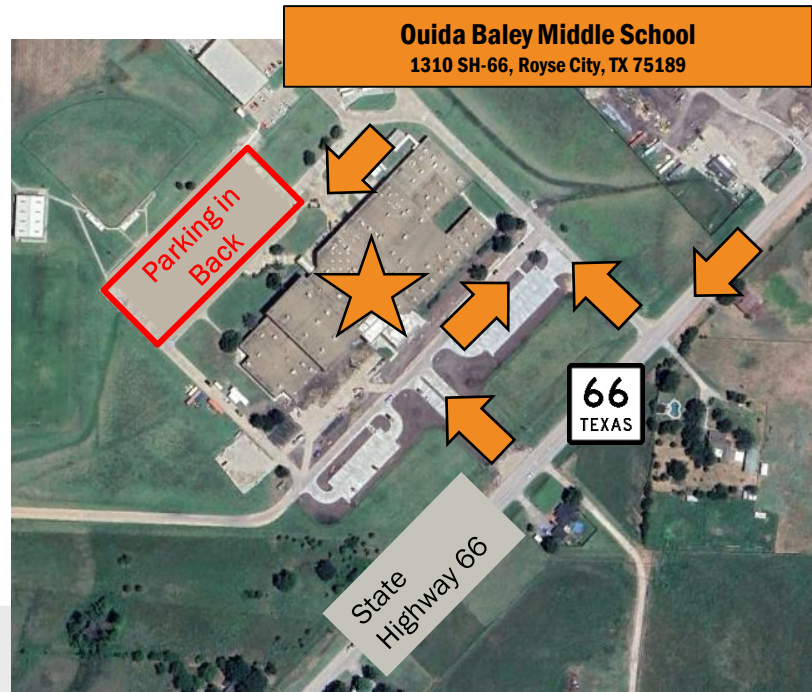 Ouida Baley Middle School
1310 SH-66, Royse City, TX 75189
Parking in
Back
66
TEXAS
State
Highway 66